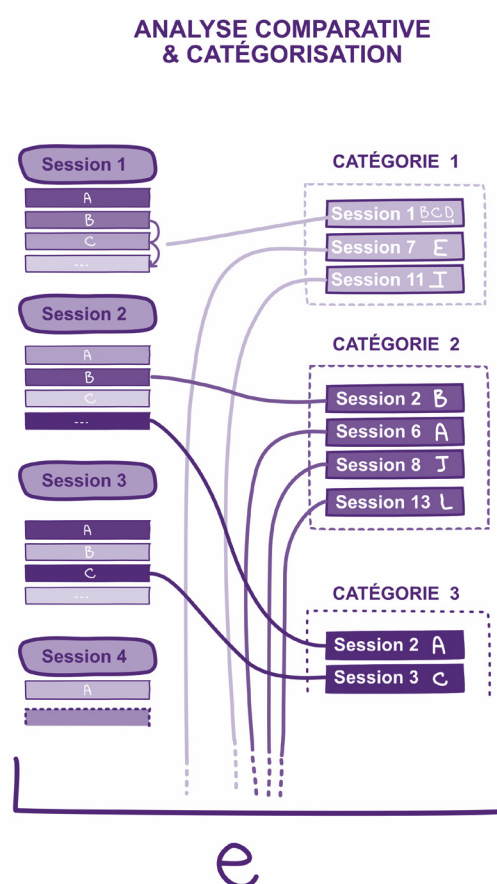 ANALYSE COMPARATIVE
& CATÉGORISATION
Session 1
A
B
C
...
Session 2
A
B
C
...
Session 3
A
B
C
...
Session 4
A
CATÉGORIE 1
Session 1 BCD
Session 7 E
Session 11 I
CATÉGORIE 2
Session 2 B
Session 6 A
Session 8 J
Session 13 L
CATÉGORIE 3
Session 2 A
Session 3 C
e